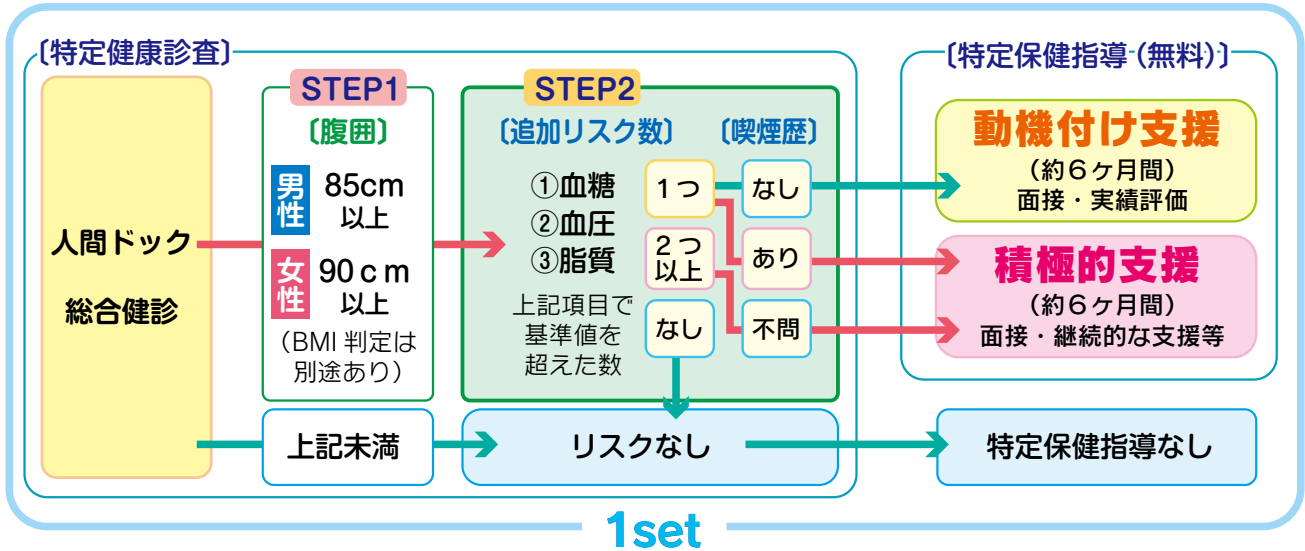 〔特定健康診査〕
人間ドック
総合健診
STEP1
〔腹囲〕
男性
85cm
以上
女性
90cm
以上
（BMI 判定は
別途あり）
上記未満
STEP2
〔追加リスク数〕
①血糖
②血圧
③脂質
上記項目で
基準値を
超えた数
1つ
2つ
以上
なし
〔喫煙歴〕
なし
あり
不問
リスクなし
〔特定保健指導（無料）〕
動機付け支援
（約6ヶ月間）
面接・実績評価
積極的支援
（約6ヶ月間）
面接・継続的な支援等
特定保健指導なし
1set